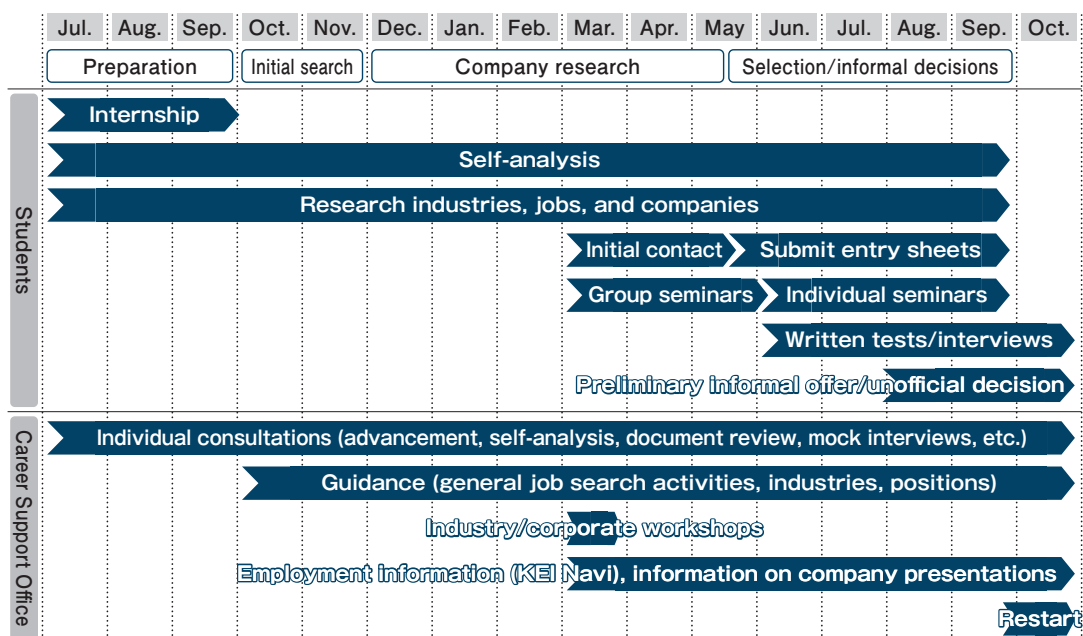 Jul. Aug. Sep. Oct. Nov. Dec. Jan. Feb. Mar. Apr. May Jun. Jul. Aug. Sep. Oct.
Preparation Initial search Company research Selection/informal decisions
Students
Internship
Self-analysis
Research industries, jobs, and companies
Initial contact Submit entry sheets
Group seminars Individual seminars
Written tests/interviews
Preliminary informal offer/unofficial decision
Career Support Office
Individual consultations (advancement, self-analysis, document review, mock interviews, etc.)
Guidance (general job search activities, industries, positions)
Industry/corporate workshops
Employment information (KEI Navi), information on company presentations
Restart